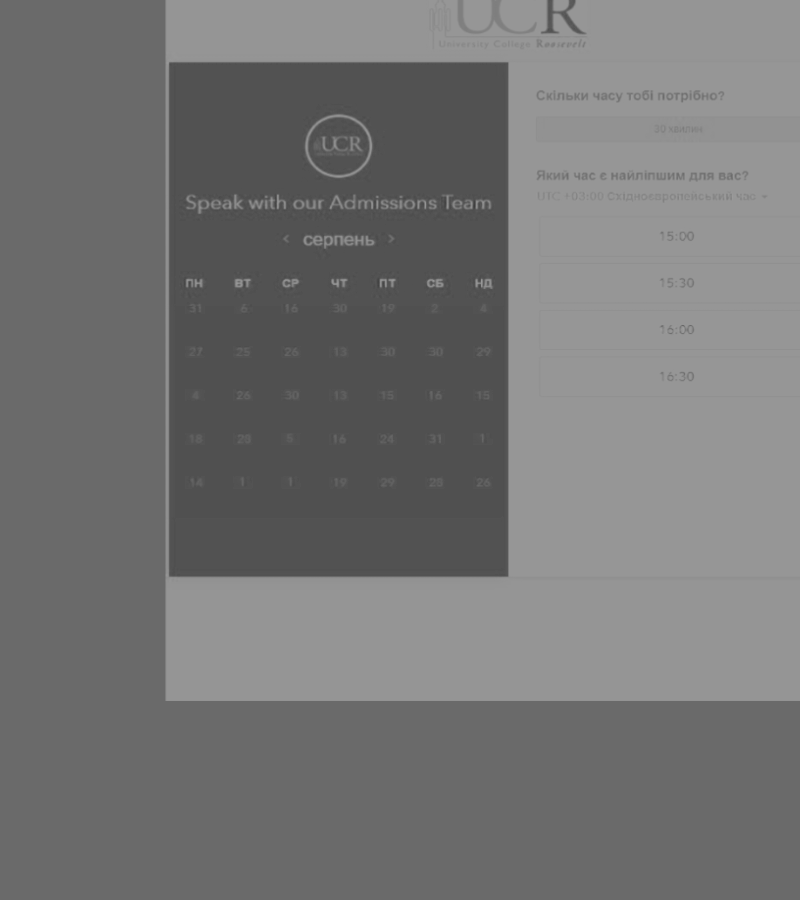 UCR
University College Roosevelt
UCR
Speak with our Admissions Team
< серпень >
ПН ВТ СР ЧТ ПТ СБ НД
31 6 16 30 19 2 4
27 25 26 13 30 30 29
4 26 30 13 15 16 15
18 20 5 16 24 31 1
14 1 1 19 29 28 26
Скільки часу тобі потрібно?
30 хвилин
Який час є найліпшим для вас?
UTC +03:00 Східноєвропейський час
15:00
15:30
16:00
16:30